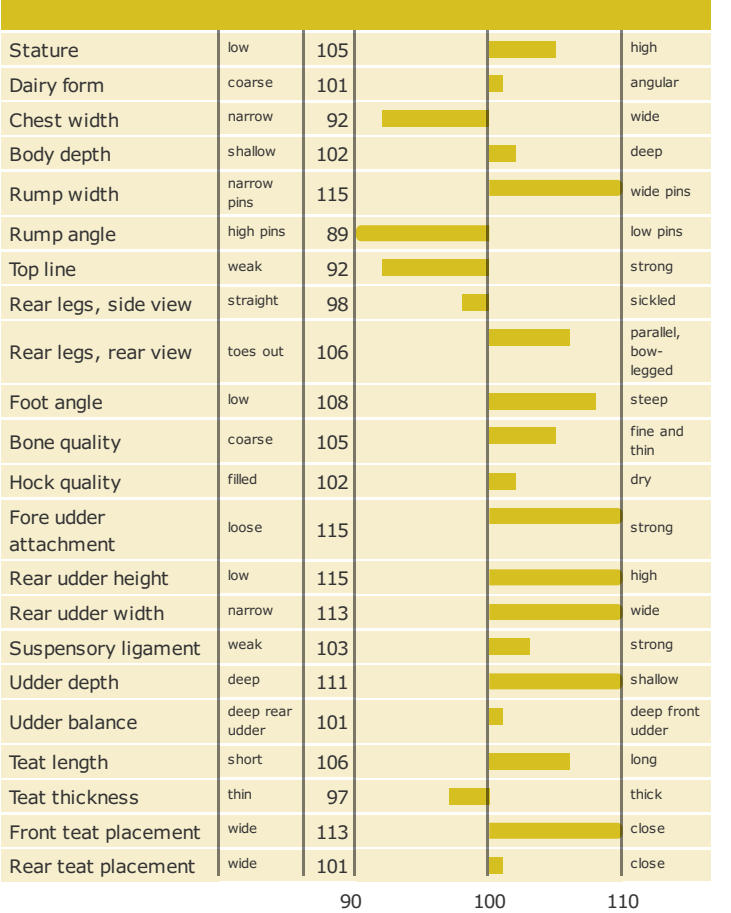 Stature low 105 high
Dairy form coarse 101 angular
Chest width narrow 92 wide
Body depth shallow 102 deep
Rump width narrow pins 115 wide pins
Rump angle high pins 89 low pins
Top line weak 92 strong
Rear legs, side view straight 98 sickled
Rear legs, rear view toes out 106 parallel, bow-legged
Foot angle low 108 steep
Bone quality coarse 105 fine and thin
Hock quality filled 102 dry
Fore udder attachment loose 115 strong
Rear udder height low 115 high
Rear udder width narrow 113 wide
Suspensory ligament weak 103 strong
Udder depth deep 111 shallow
Udder balance deep rear udder 101 deep front udder
Teat length short 106 long
Teat thickness thin 97 thick
Front teat placement wide 113 close
Rear teat placement wide 101 close
90 100 110